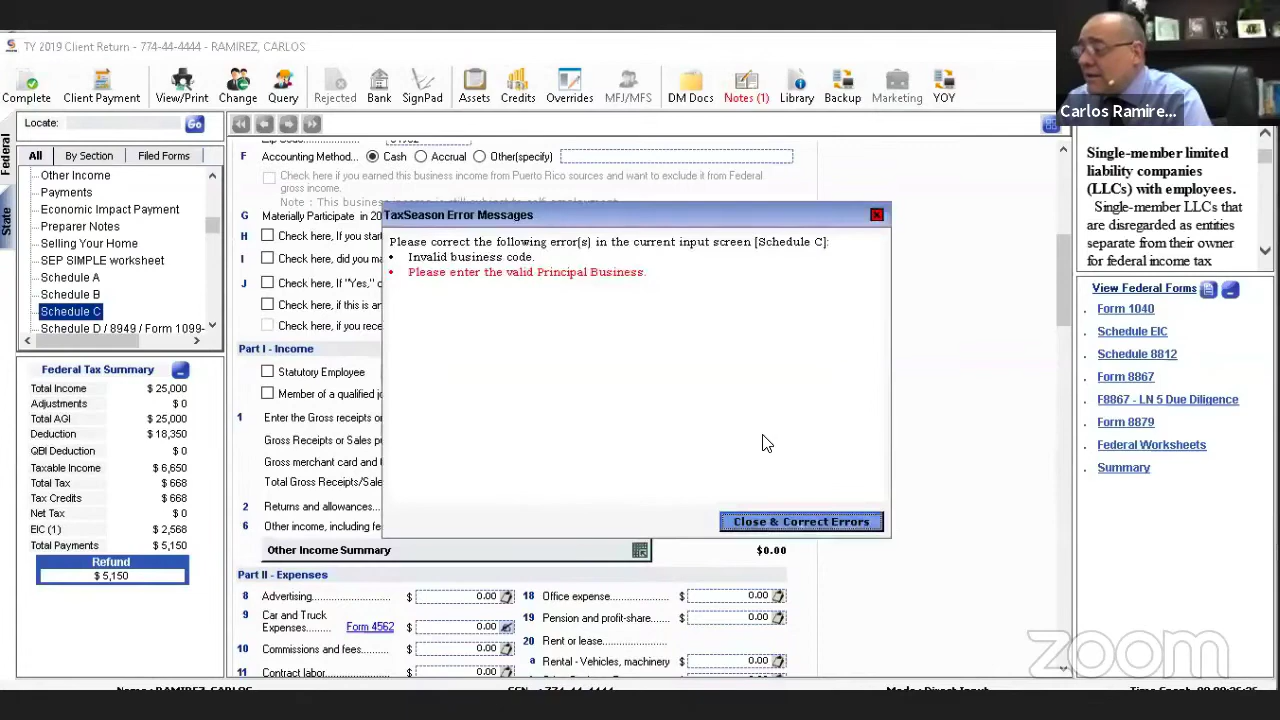 TY 2019 Client Return - 774-44-4444 - RAMIREZ, CARLOS
Complete
Client Payment
View/Print
Change
Query
Rejected
Bank
SignPad
Assets
Credits
Overrides
MFJ/MFS
DM Docs
Notes (1)
Library
Backup
Marketing
YOY
Carlos Ramire...
Locate:
Go
Federal
State
All
By Section
Filed Forms
Other Income
Payments
Economic Impact Payment
Preparer Notes
Selling Your Home
SEP SIMPLE worksheet
Schedule A
Schedule B
Schedule C
Schedule D / 8949 / Form 1099-
Federal Tax Summary
Total Income $ 25,000
Adjustments $ 0
Total AGI $ 25,000
Deduction $ 18,350
QBI Deduction $ 0
Taxable Income $ 6,650
Total Tax $ 668
Tax Credits $ 668
Net Tax $ 0
EIC (1) $ 2,568
Total Payments $ 5,150
Refund
$ 5,150
F Accounting Method... Cash Accrual Other(specify)
Check here if you earned this business income from Puerto Rico sources and want to exclude it from Federal
gross income.
Note : This business income is still subject to self-employment
G Materially Participate in 20
H Check here, If you start
I Check here, did you ma
J Check here, If "Yes," c
Check here, if this is an
Check here, if you rece
Part I - Income
Statutory Employee
Member of a qualified jo
1 Enter the Gross receipts or
Gross Receipts or Sales pu
Gross merchant card and t
Total Gross Receipts/Sale
2 Returns and allowances...
6 Other income, including fe
Other Income Summary $0.00
TaxSeason Error Messages
Please correct the following error(s) in the current input screen [Schedule C]:
• Invalid business code.
• Please enter the valid Principal Business.
Close & Correct Errors
Part II - Expenses
8 Advertising $ 0.00
18 Office expense $ 0.00
9 Car and Truck
Expenses Form 4562 $ 0.00
19 Pension and profit-share $ 0.00
10 Commissions and fees $ 0.00
20 Rent or lease
a Rental - Vehicles, machinery $ 0.00
11 Contract labor $ 0.00
Single-member limited
liability companies
(LLCs) with employees.
Single-member LLCs that
are disregarded as entities
separate from their owner
for federal income tax
View Federal Forms
Form 1040
Schedule EIC
Schedule 8812
Form 8867
F8867 - LN 5 Due Diligence
Form 8879
Federal Worksheets
Summary
zoom